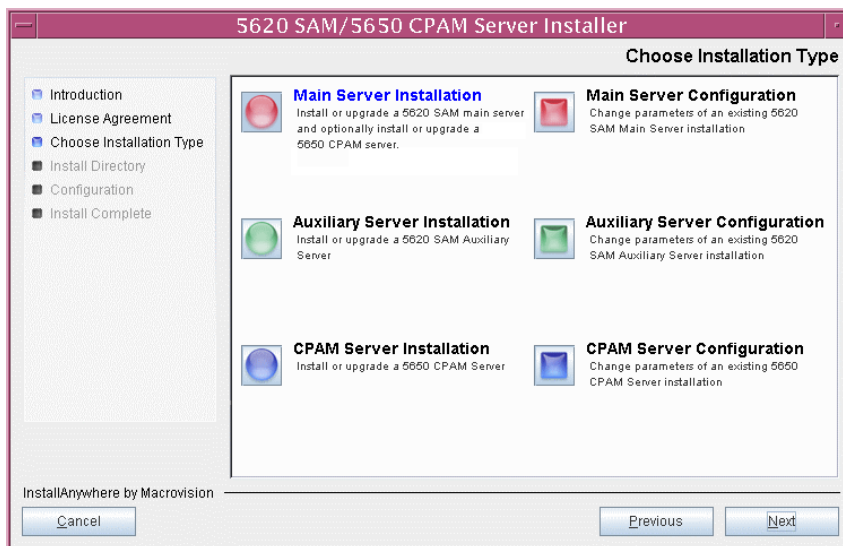 5620 SAM/5650 CPAM Server Installer
Choose Installation Type
Introduction
License Agreement
Choose Installation Type
Install Directory
Configuration
Install Complete
Main Server Installation
Install or upgrade a 5620 SAM main server
and optionally install or upgrade a
5650 CPAM server.
Main Server Configuration
Change parameters of an existing 5620
SAM Main Server installation
Auxiliary Server Installation
Install or upgrade a 5620 SAM Auxiliary
Server
Auxiliary Server Configuration
Change parameters of an existing 5620
SAM Auxiliary Server installation
CPAM Server Installation
Install or upgrade a 5650 CPAM Server
CPAM Server Configuration
Change parameters of an existing 5650
CPAM Server installation
InstallAnywhere by Macrovision
Cancel
Previous
Next